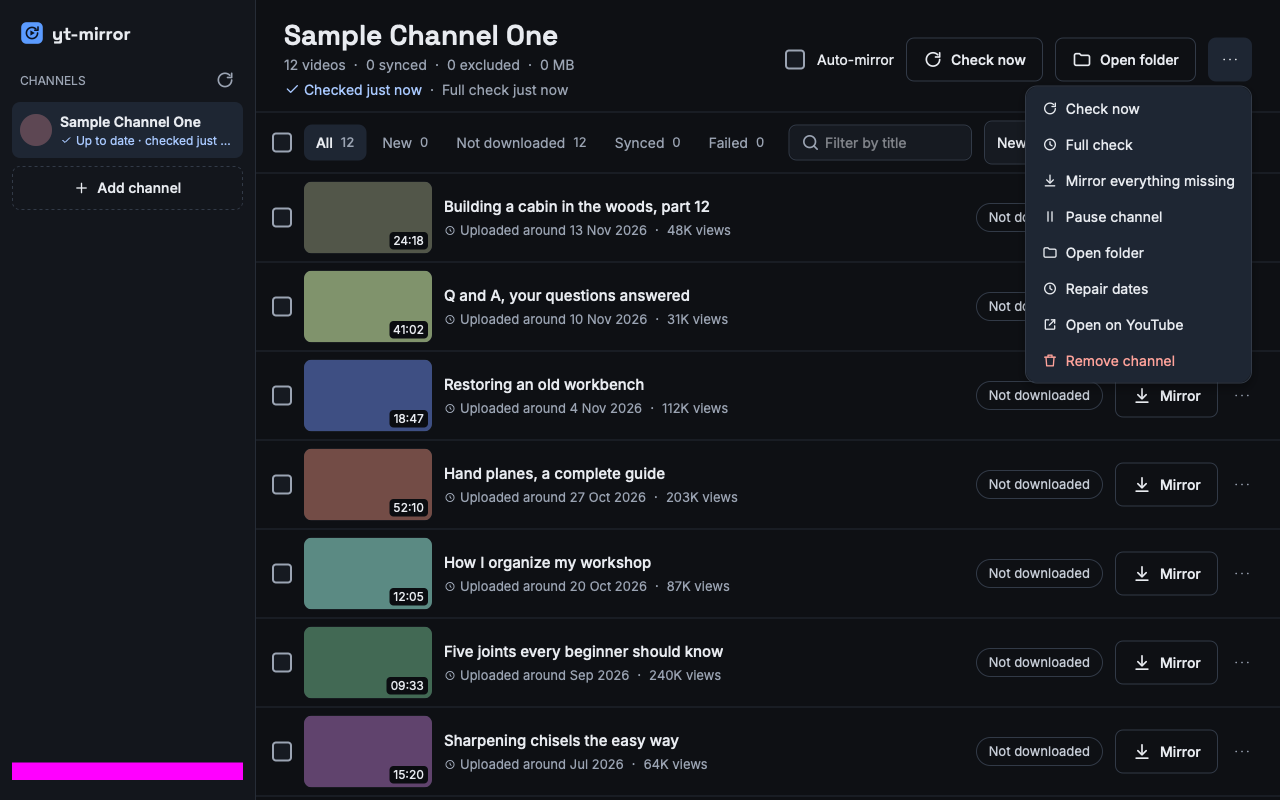 yt-mirror
CHANNELS
Sample Channel One
Up to date · checked just ...
Add channel
Sample Channel One
12 videos · 0 synced · 0 excluded · 0 MB
Checked just now · Full check just now
Auto-mirror
Check now
Open folder
...
Check now
Full check
Mirror everything missing
Pause channel
Open folder
Repair dates
Open on YouTube
Remove channel
All 12
New 0
Not downloaded 12
Synced 0
Failed 0
Filter by title
New
Building a cabin in the woods, part 12
24:18
Uploaded around 13 Nov 2026 · 48K views
Not do
Q and A, your questions answered
41:02
Uploaded around 10 Nov 2026 · 31K views
Not do
Restoring an old workbench
18:47
Uploaded around 4 Nov 2026 · 112K views
Not downloaded
Mirror
...
Hand planes, a complete guide
52:10
Uploaded around 27 Oct 2026 · 203K views
Not downloaded
Mirror
...
How I organize my workshop
12:05
Uploaded around 20 Oct 2026 · 87K views
Not downloaded
Mirror
...
Five joints every beginner should know
09:33
Uploaded around Sep 2026 · 240K views
Not downloaded
Mirror
...
Sharpening chisels the easy way
15:20
Uploaded around Jul 2026 · 64K views
Not downloaded
Mirror
...